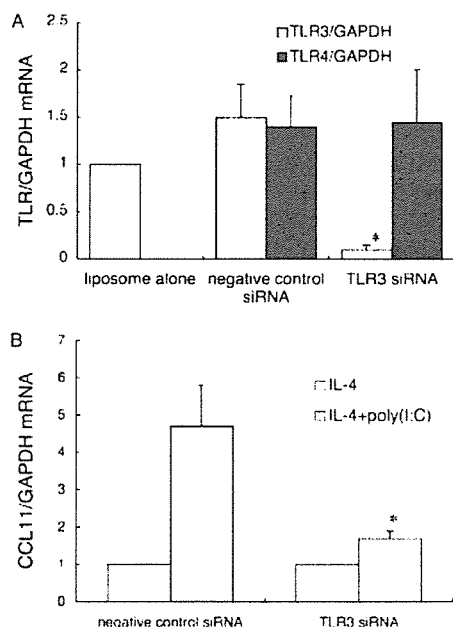 A
TLR3/GAPDH
TLR4/GAPDH
TLR/GAPDH mRNA
2.5
2
1.5
1
0.5
0
*
liposome alone
negative control
siRNA
TLR3 siRNA
B
IL-4
IL-4+poly(I:C)
CCL11/GAPDH mRNA
7
6
5
4
3
2
1
0
*
negative control siRNA
TLR3 siRNA